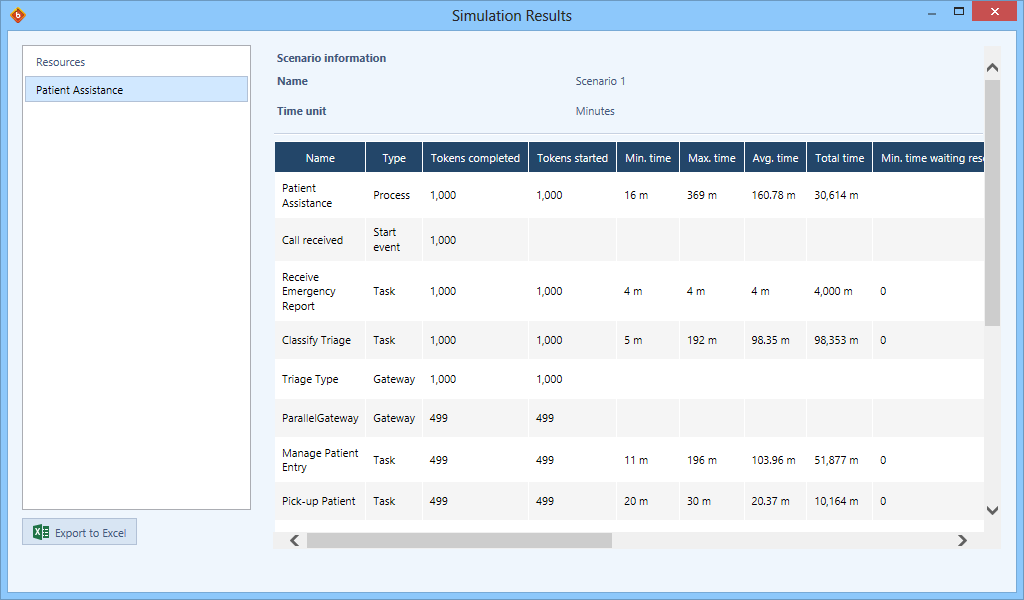 Simulation Results
Resources
Patient Assistance
Export to Excel
Scenario information
Name Scenario 1
Time unit Minutes
Name Type Tokens completed Tokens started Min. time Max. time Avg. time Total time Min. time waiting res
Patient
Assistance Process 1,000 1,000 16 m 369 m 160.78 m 30,614 m
Call received Start
event 1,000
Receive
Emergency
Report Task 1,000 1,000 4 m 4 m 4 m 4,000 m 0
Classify Triage Task 1,000 1,000 5 m 192 m 98.35 m 98,353 m 0
Triage Type Gateway 1,000 1,000
ParallelGateway Gateway 499 499
Manage Patient
Entry Task 499 499 11 m 196 m 103.96 m 51,877 m 0
Pick-up Patient Task 499 499 20 m 30 m 20.37 m 10,164 m 0